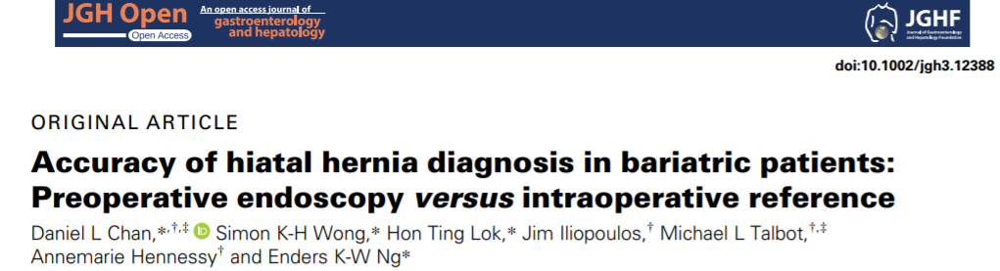 JGH Open
Open Access
An open access journal of
gastroenterology
and hepatology
JGHF
Journal of Gastroenterology
and Hepatology Foundation
doi:10.1002/jgh3.12388
ORIGINAL ARTICLE
Accuracy of hiatal hernia diagnosis in bariatric patients:
Preoperative endoscopy versus intraoperative reference
Daniel L Chan,*,†,‡ iD Simon K-H Wong,* Hon Ting Lok,* Jim Iliopoulos,† Michael L Talbot,†,‡
Annemarie Hennessy† and Enders K-W Ng*